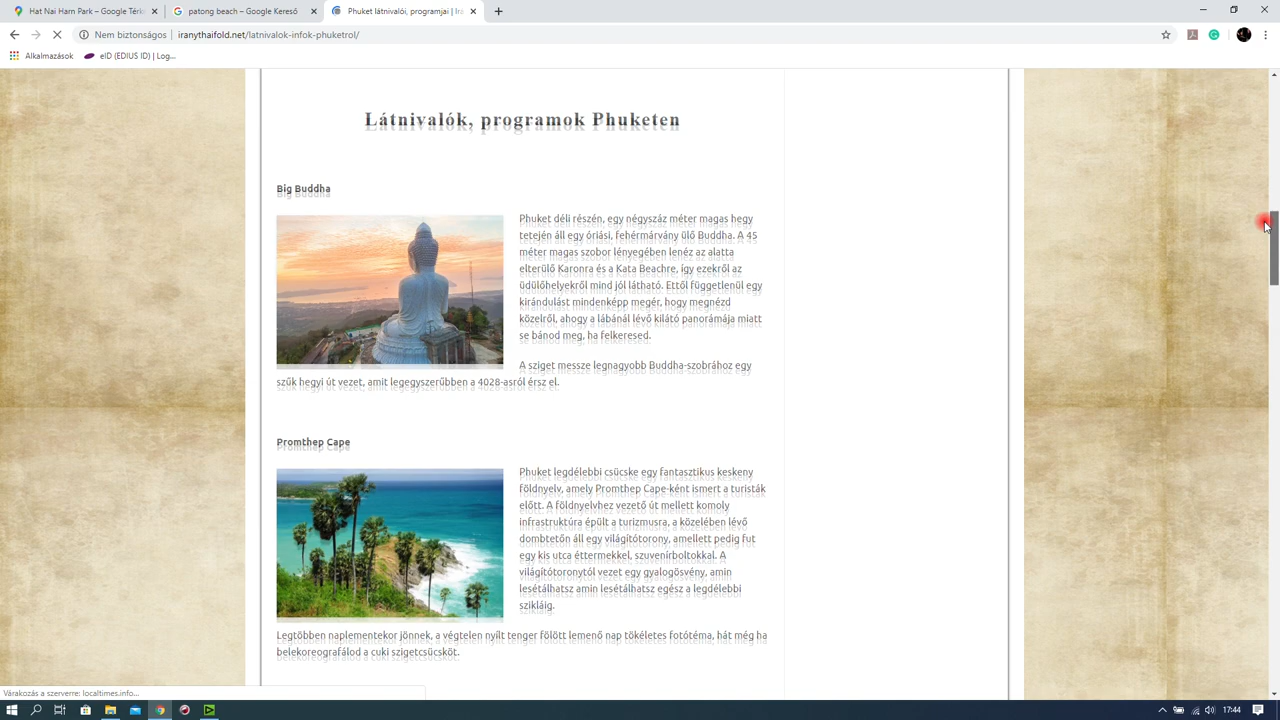 Hat Nai Harn Park – Google Térké
patong beach – Google Kereső
Phuket látnivalói, programjai | Irá
Nem biztonságos
iranythaifold.net/latnivalok-infok-phuketrol/
Alkalmazások
eID (EDIUS ID) | Log...
Látnivalók, programok Phuketen
Big Buddha
Phuket déli részén, egy négyszáz méter magas hegy
tetején áll egy óriási, fehérmárvány ülő Buddha. A 45
méter magas szobor lényegében lenéz az alatta
elterülő Karonra és a Kata Beachre, így ezekről az
üdülőhelyekről mind jól látható. Ettől függetlenül egy
kirándulást mindenképp megér, hogy megnézd
közelről, ahogy a lábánál lévő kilátó panorámája miatt
se bánod meg, ha felkeresed.
A sziget messze legnagyobb Buddha-szobrához egy
szűk hegyi út vezet, amit legegyszerűbben a 4028-asról érsz el.
Promthep Cape
Phuket legdélebbi csücske egy fantasztikus keskeny
földnyelv, amely Promthep Cape-ként ismert a turisták
előtt. A földnyelvhez vezető út mellett komoly
infrastruktúra épült a turizmusra, a közelében lévő
dombtetőn áll egy világítótorony, amellett pedig fut
egy kis utca éttermekkel, szuvenírboltokkal. A
világítótoronytól vezet egy gyalogösvény, amin
lesétálhatsz amin lesétálhatsz egész a legdélebbi
szikláig.
Legtöbben naplementekor jönnek, a végtelen nyílt tenger fölött lemenő nap tökéletes fotótéma, hát még ha
belekoreografálod a cuki szigetcsücsköt.
Várakozás a szerverre: localtimes.info...
17:44